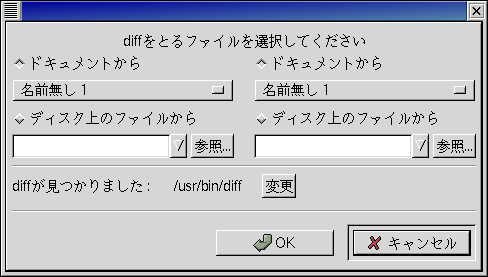 diffをとるファイルを選択してください
ドキュメントから ドキュメントから
名前無し 1 名前無し 1
ディスク上のファイルから ディスク上のファイルから
参照... 参照...
diffが見つかりました： /usr/bin/diff 変更
OK キャンセル